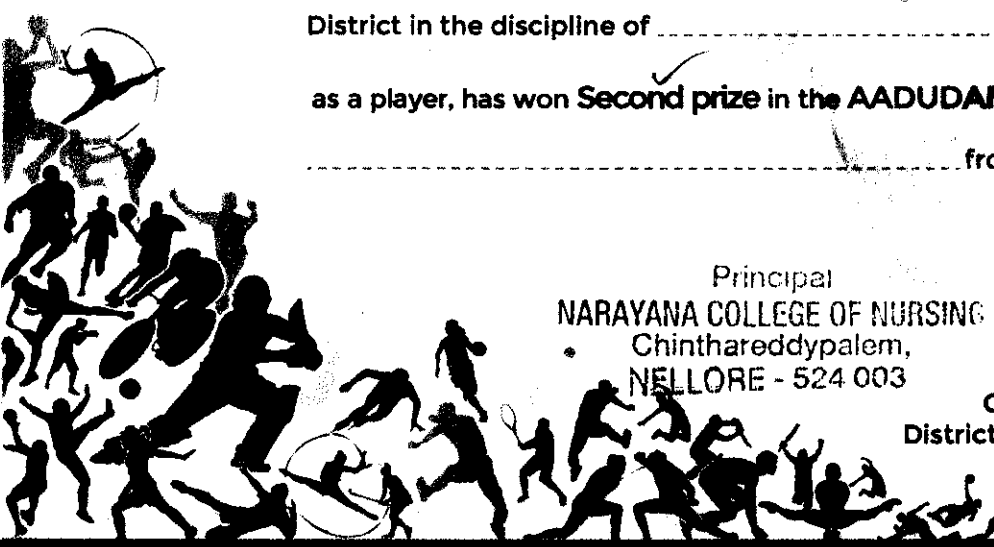 District in the discipline of
as a player, has won Second prize in the AADUDA
fro
Principal
NARAYANA COLLEGE OF NURSING
Chinthareddypalem,
NELLORE - 524 003
District